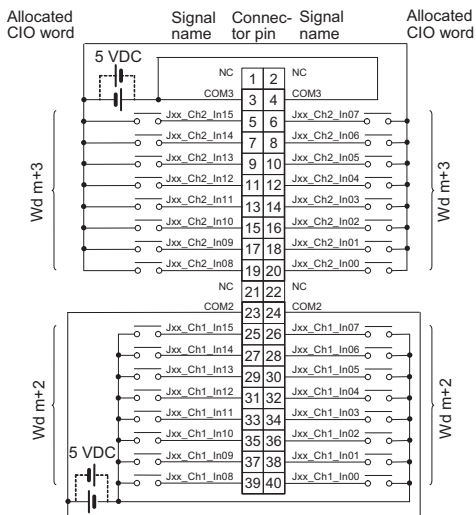 Allocated CIO word
Signal name
Connec-tor pin
Signal name
Allocated CIO word
5 VDC
NC 1 2 NC
COM3 3 4 COM3
Jxx_Ch2_In15 5 6 Jxx_Ch2_In07
Jxx_Ch2_In14 7 8 Jxx_Ch2_In06
Jxx_Ch2_In13 9 10 Jxx_Ch2_In05
Jxx_Ch2_In12 11 12 Jxx_Ch2_In04
Jxx_Ch2_In11 13 14 Jxx_Ch2_In03
Jxx_Ch2_In10 15 16 Jxx_Ch2_In02
Jxx_Ch2_In09 17 18 Jxx_Ch2_In01
Jxx_Ch2_In08 19 20 Jxx_Ch2_In00
Wd m+3
Wd m+3
NC 21 22 NC
COM2 23 24 COM2
Jxx_Ch1_In15 25 26 Jxx_Ch1_In07
Jxx_Ch1_In14 27 28 Jxx_Ch1_In06
Jxx_Ch1_In13 29 30 Jxx_Ch1_In05
Jxx_Ch1_In12 31 32 Jxx_Ch1_In04
Jxx_Ch1_In11 33 34 Jxx_Ch1_In03
Jxx_Ch1_In10 35 36 Jxx_Ch1_In02
Jxx_Ch1_In09 37 38 Jxx_Ch1_In01
Jxx_Ch1_In08 39 40 Jxx_Ch1_In00
Wd m+2
Wd m+2
5 VDC